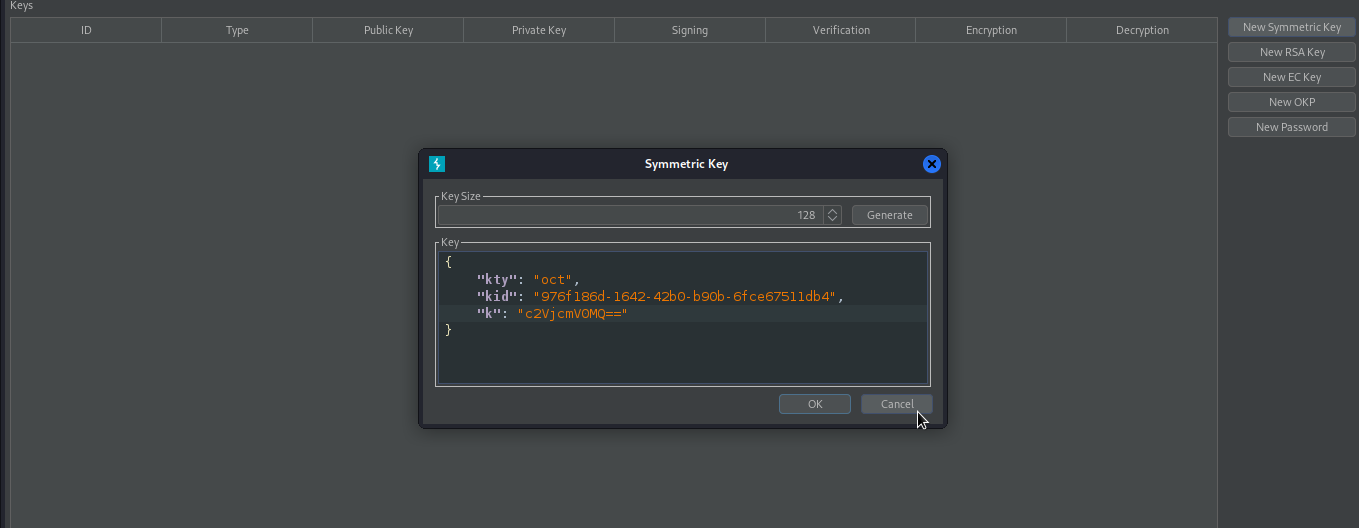 Keys
ID Type Public Key Private Key Signing Verification Encryption Decryption
New Symmetric Key
New RSA Key
New EC Key
New OKP
New Password
Symmetric Key
Key Size
128 Generate
Key
{
"kty": "oct",
"kid": "976f186d-1642-42b0-b90b-6fce67511db4",
"k": "c2VjcmV0MQ=="
}
OK Cancel